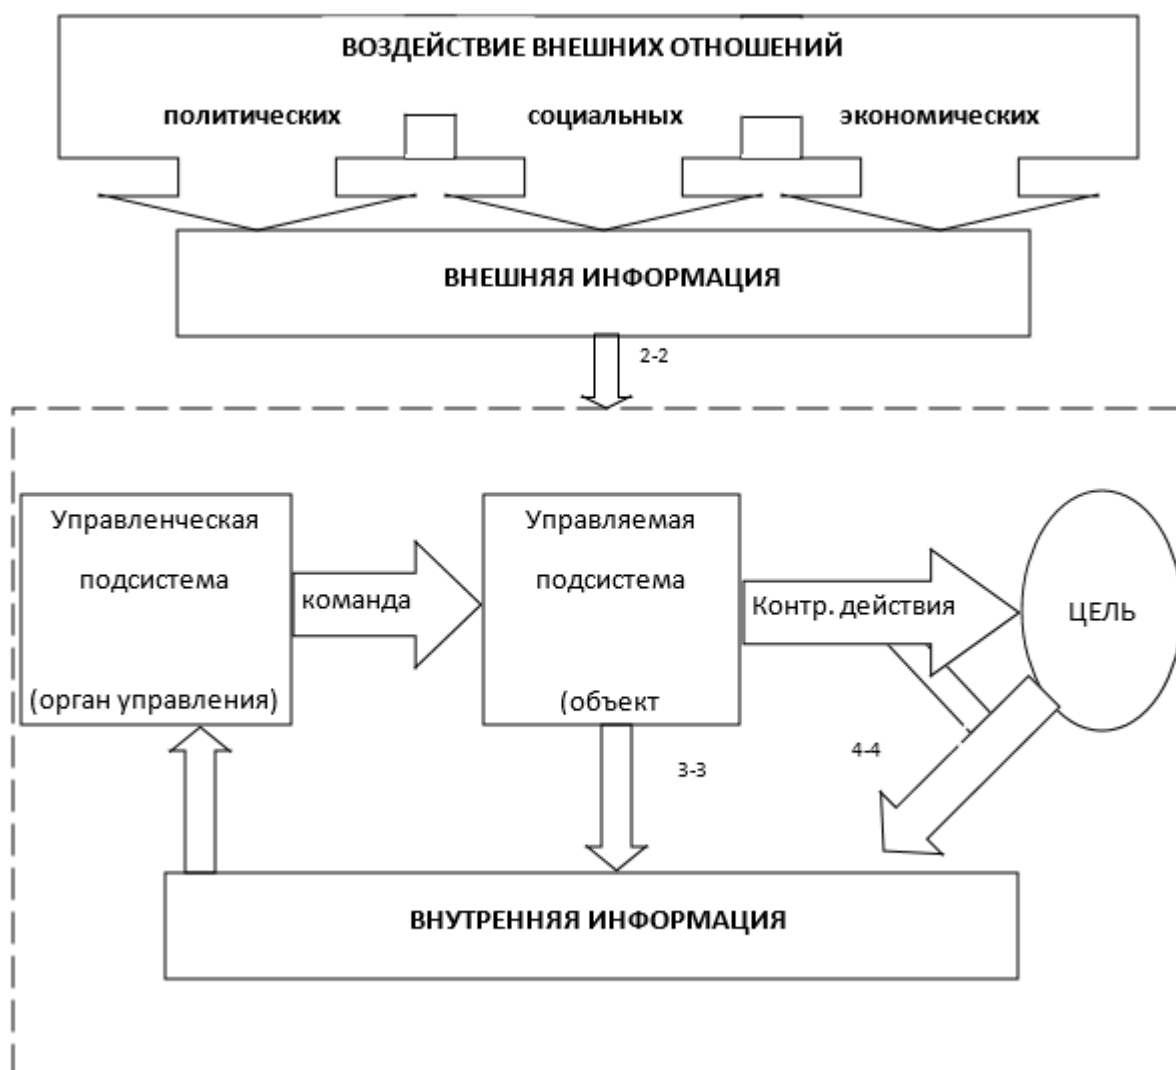 ВОЗДЕЙСТВИЕ ВНЕШНИХ ОТНОШЕНИЙ
политических
социальных
экономических
ВНЕШНЯЯ ИНФОРМАЦИЯ
2-2
Управленческая
подсистема
(орган управления)
команда
Управляемая
подсистема
(объект
Контр. действия
ЦЕЛЬ
3-3
4-4
ВНУТРЕННЯЯ ИНФОРМАЦИЯ